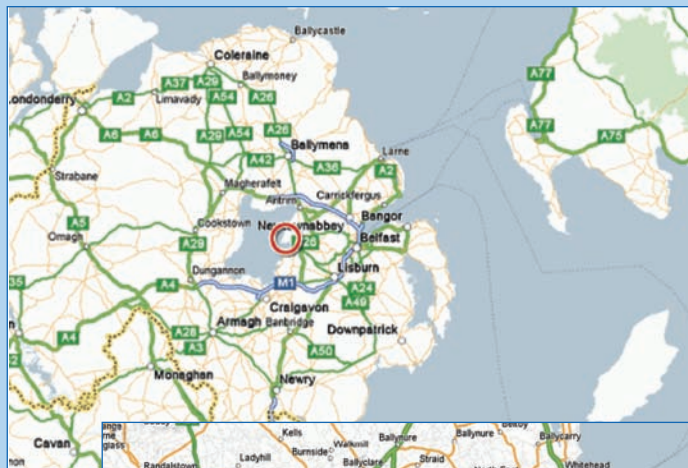 Ballycastle
Coleraine
A37
A29
Ballymoney
A77
Londonderry
A2
Limavady
A54
A26
A6
A6
A29
A54
A26
A77
A75
Ballymena
Larne
Strabane
A42
A36
A2
Magherafelt
Antrim
Carrickfergus
A5
Cookstown
Bangor
Omagh
A29
A26
Belfast
Dungannon
Lisburn
A4
M1
A24
Craigavon
A49
Armagh
Banbridge
A28
Downpatrick
A4
A3
A50
Monaghan
Newry
Cavan
Kells
Ballynure
Ballynure
Ballycarry
Burnside
Walkmill
Randalstown
Ladyhill
Ballyclare
Straid
Whitehead